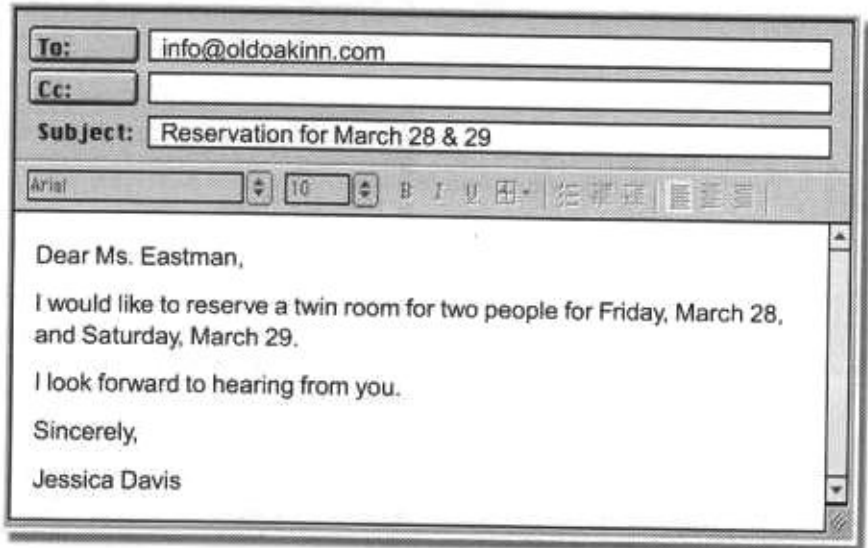 To: info@oldoakinn.com
Cc:
Subject: Reservation for March 28 & 29
Arial 10 B I U
Dear Ms. Eastman,
I would like to reserve a twin room for two people for Friday, March 28,
and Saturday, March 29.
I look forward to hearing from you.
Sincerely,
Jessica Davis